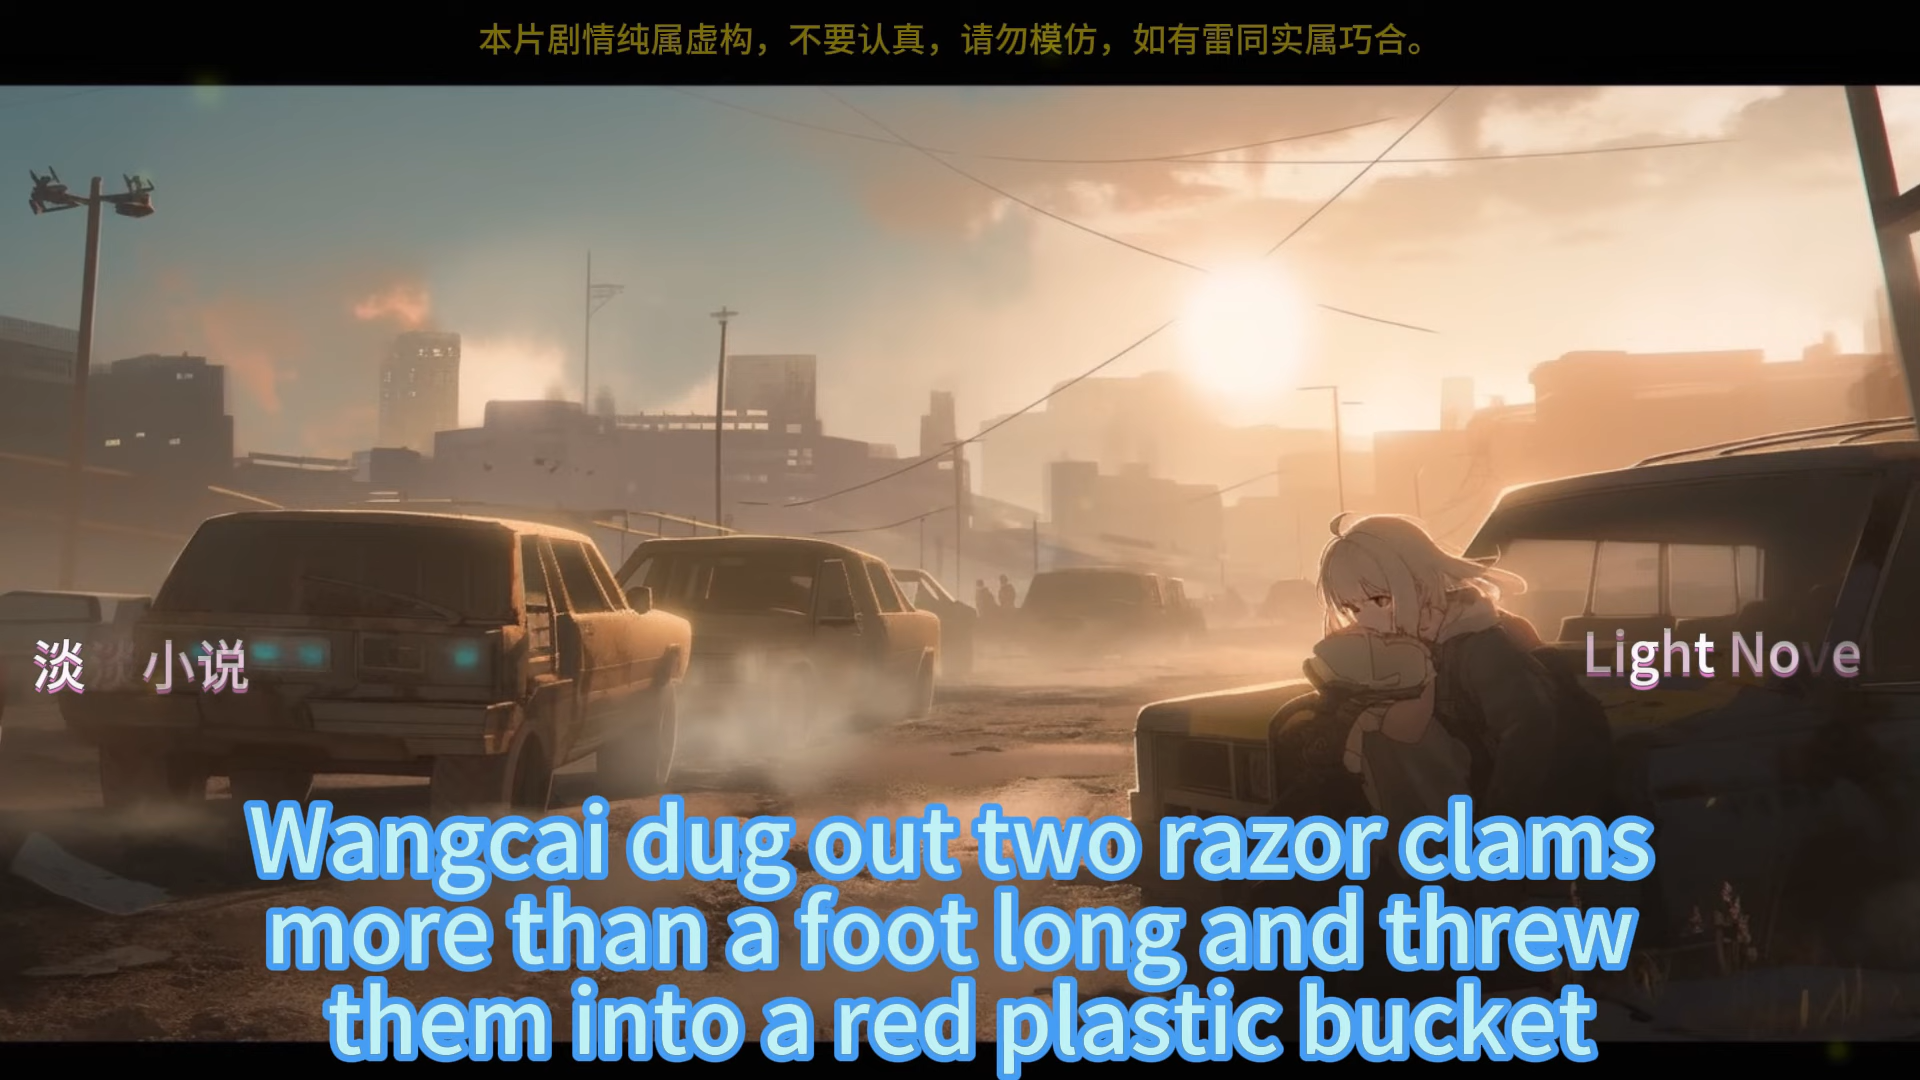 本片剧情纯属虚构，不要认真，请勿模仿，如有雷同实属巧合。
淡淡小说
Light Novel
Wangcai dug out two razor clams
more than a foot long and threw
them into a red plastic bucket